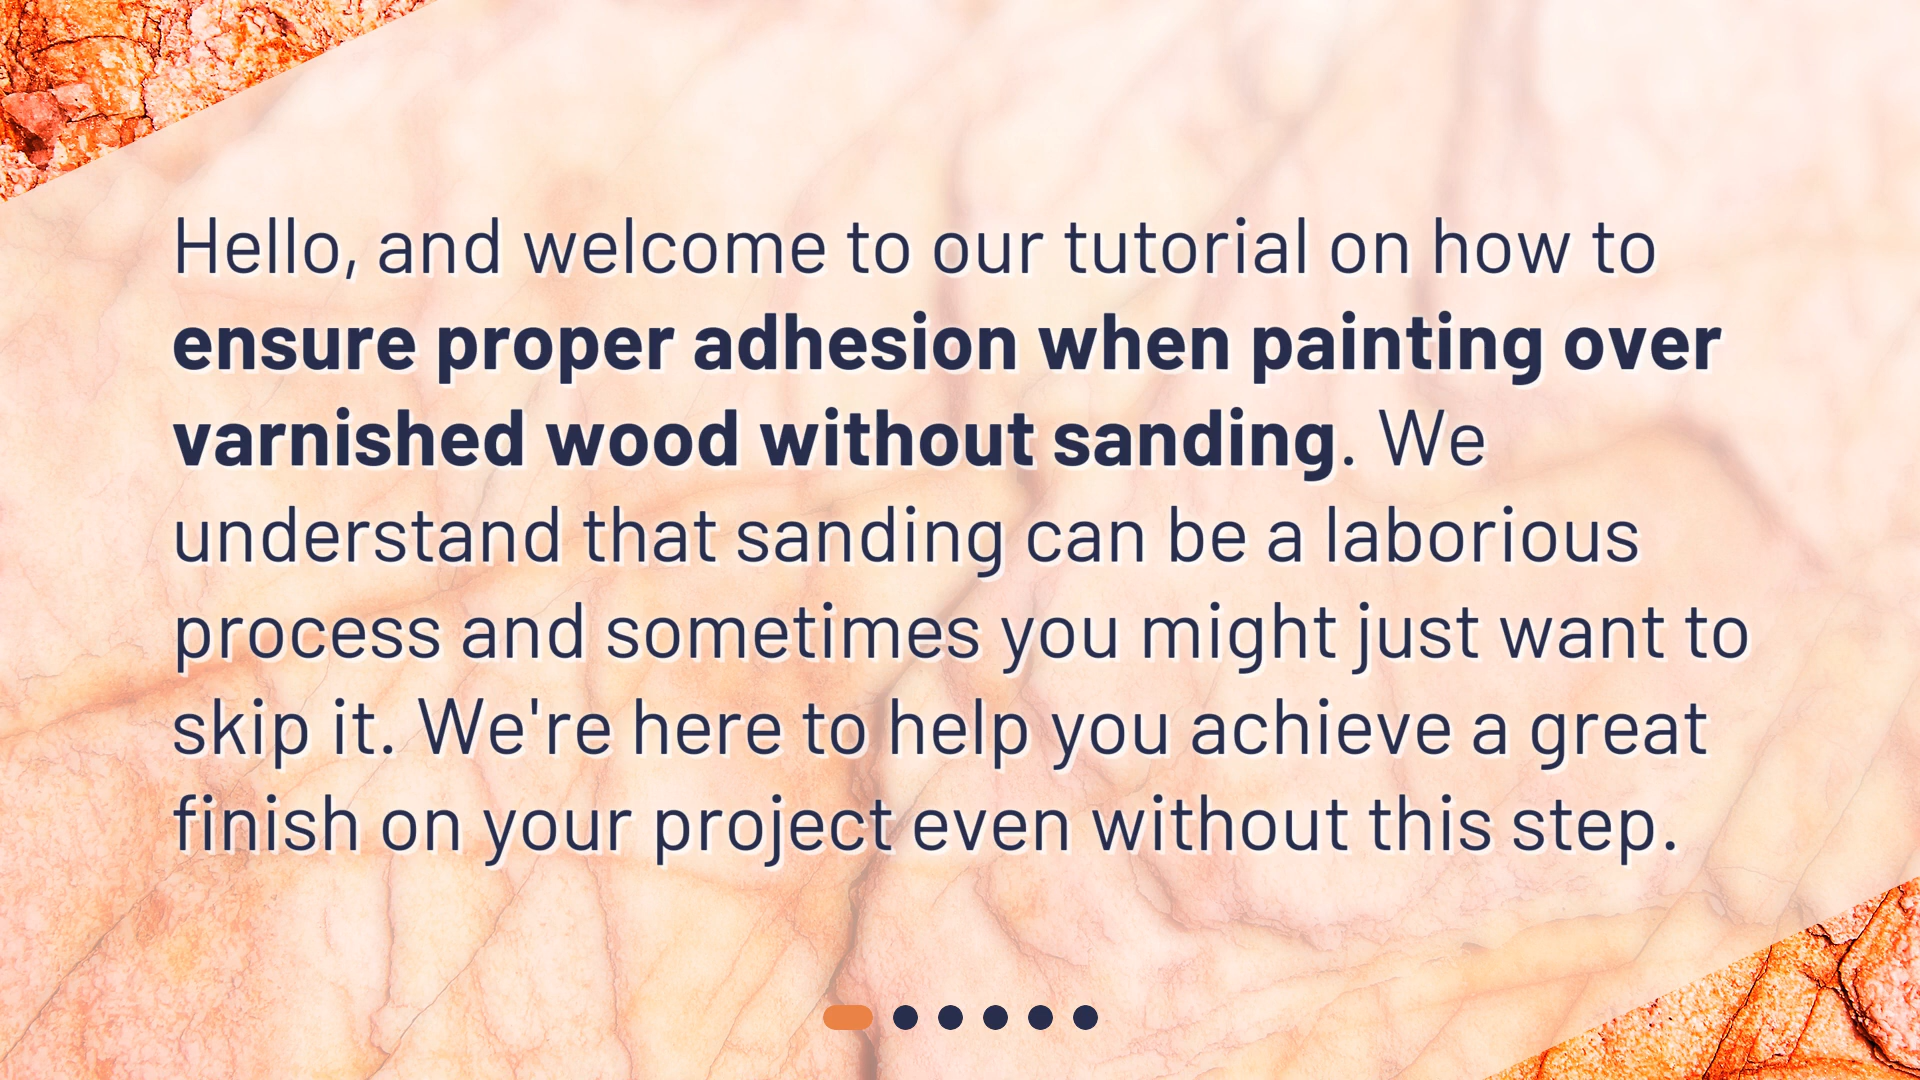 Hello, and welcome to our tutorial on how to
ensure proper adhesion when painting over
varnished wood without sanding. We
understand that sanding can be a laborious
process and sometimes you might just want to
skip it. We're here to help you achieve a great
finish on your project even without this step.